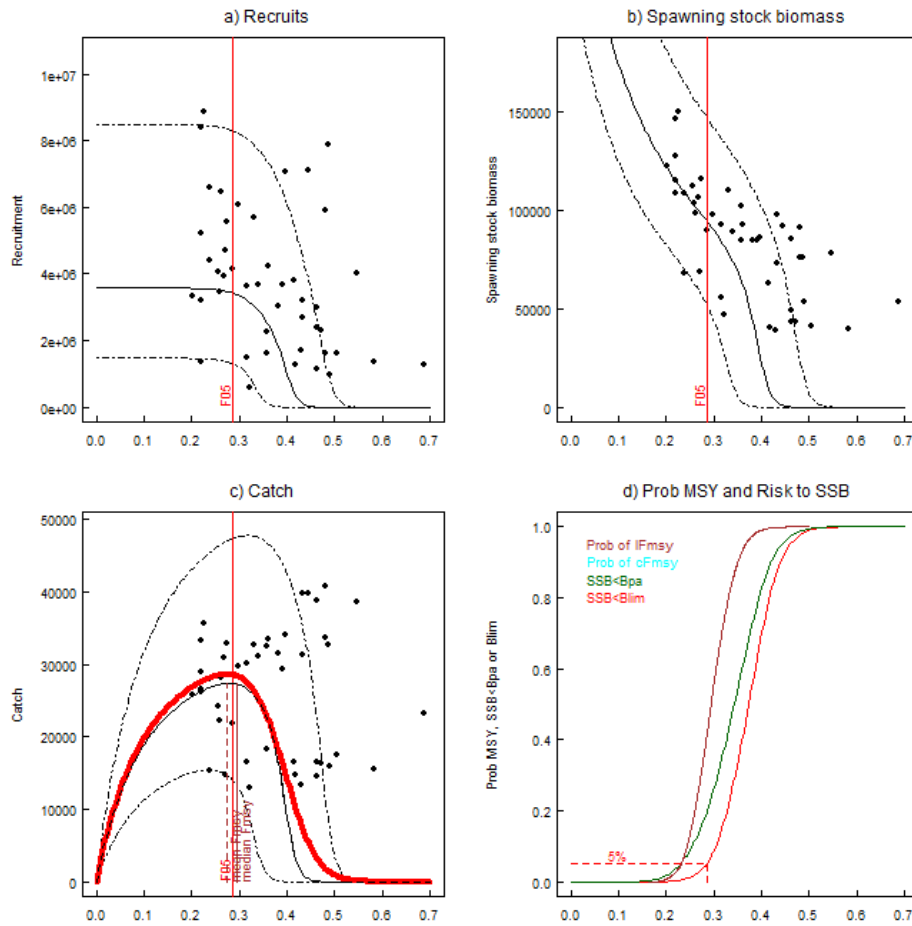 a) Recruits
Recruitment
1e+07
8e+06
6e+06
4e+06
2e+06
0e+00
F05
0.0 0.1 0.2 0.3 0.4 0.5 0.6 0.7
b) Spawning stock biomass
Spawning stock biomass
150000
100000
50000
0
F05
0.0 0.1 0.2 0.3 0.4 0.5 0.6 0.7
c) Catch
Catch
50000
40000
30000
20000
10000
0
F05
mean Fmsy
median Fmsy
0.0 0.1 0.2 0.3 0.4 0.5 0.6 0.7
d) Prob MSY and Risk to SSB
Prob MSY, SSB<Bpa or Blim
1.0
0.8
0.6
0.4
0.2
0.0
Prob of lFmsy
Prob of cFmsy
SSB<Bpa
SSB<Blim
5%
0.0 0.1 0.2 0.3 0.4 0.5 0.6 0.7